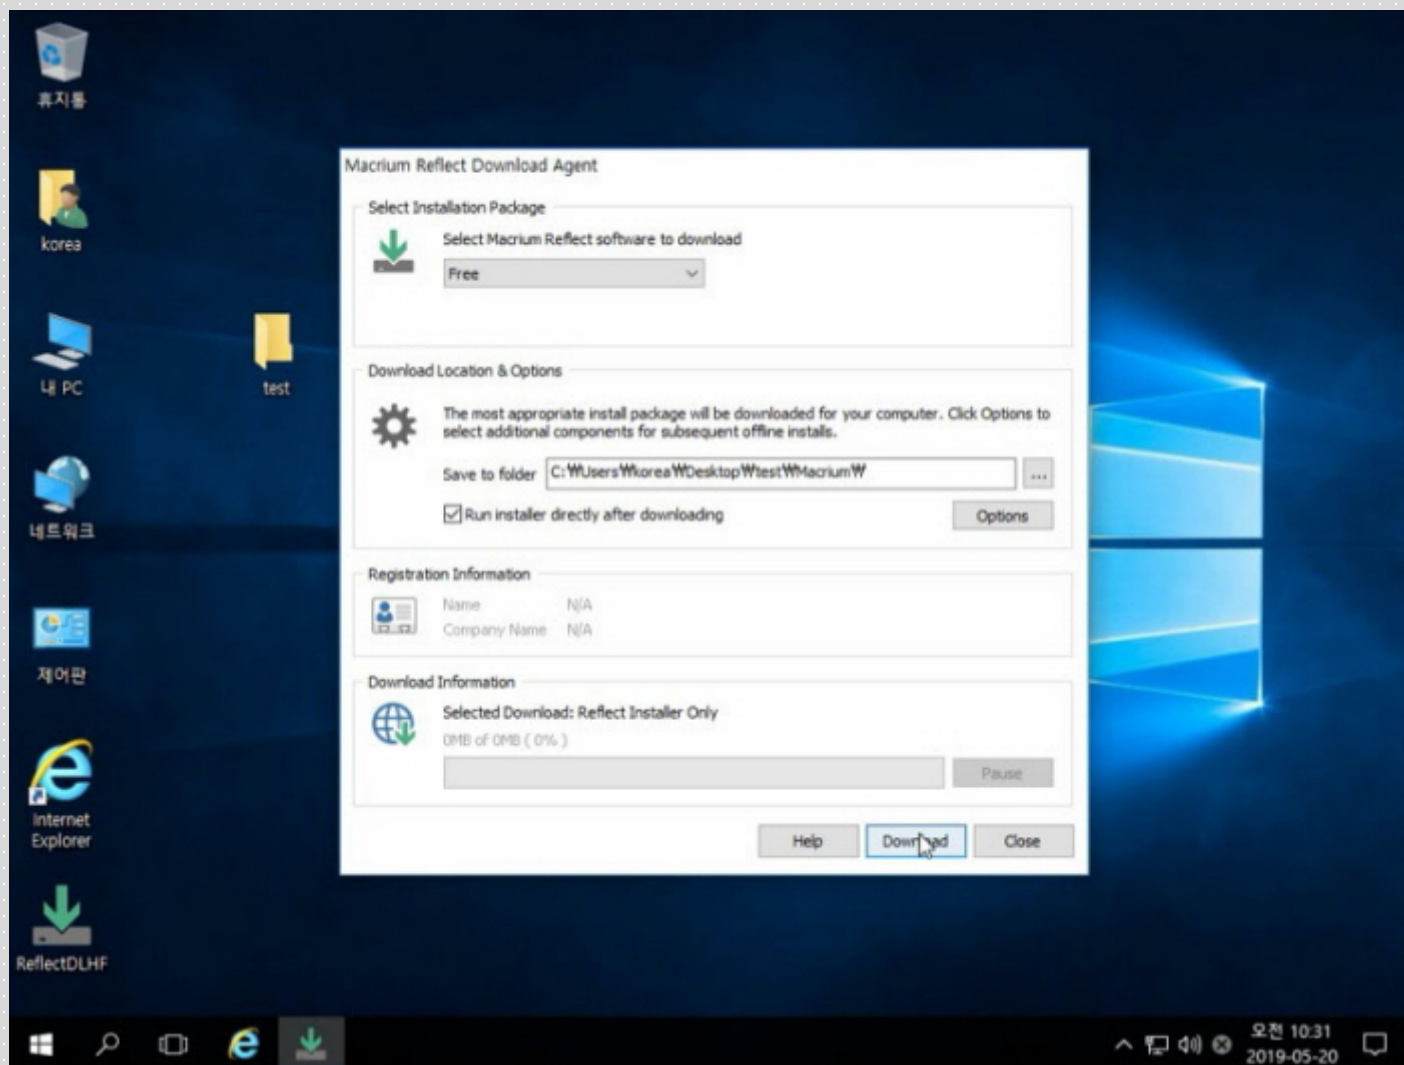 휴지통
korea
내 PC
네트워크
제어판
Internet
Explorer
ReflectDLHF
test
Macrium Reflect Download Agent
Select Installation Package
Select Macrium Reflect software to download
Free
Download Location & Options
The most appropriate install package will be downloaded for your computer. Click Options to
select additional components for subsequent offline installs.
Save to folder C:₩Users₩korea₩Desktop₩test₩Macrium₩ ...
Run installer directly after downloading Options
Registration Information
Name N/A
Company Name N/A
Download Information
Selected Download: Reflect Installer Only
0MB of 0MB ( 0% )
Pause
Help Download Close
오전 10:31
2019-05-20